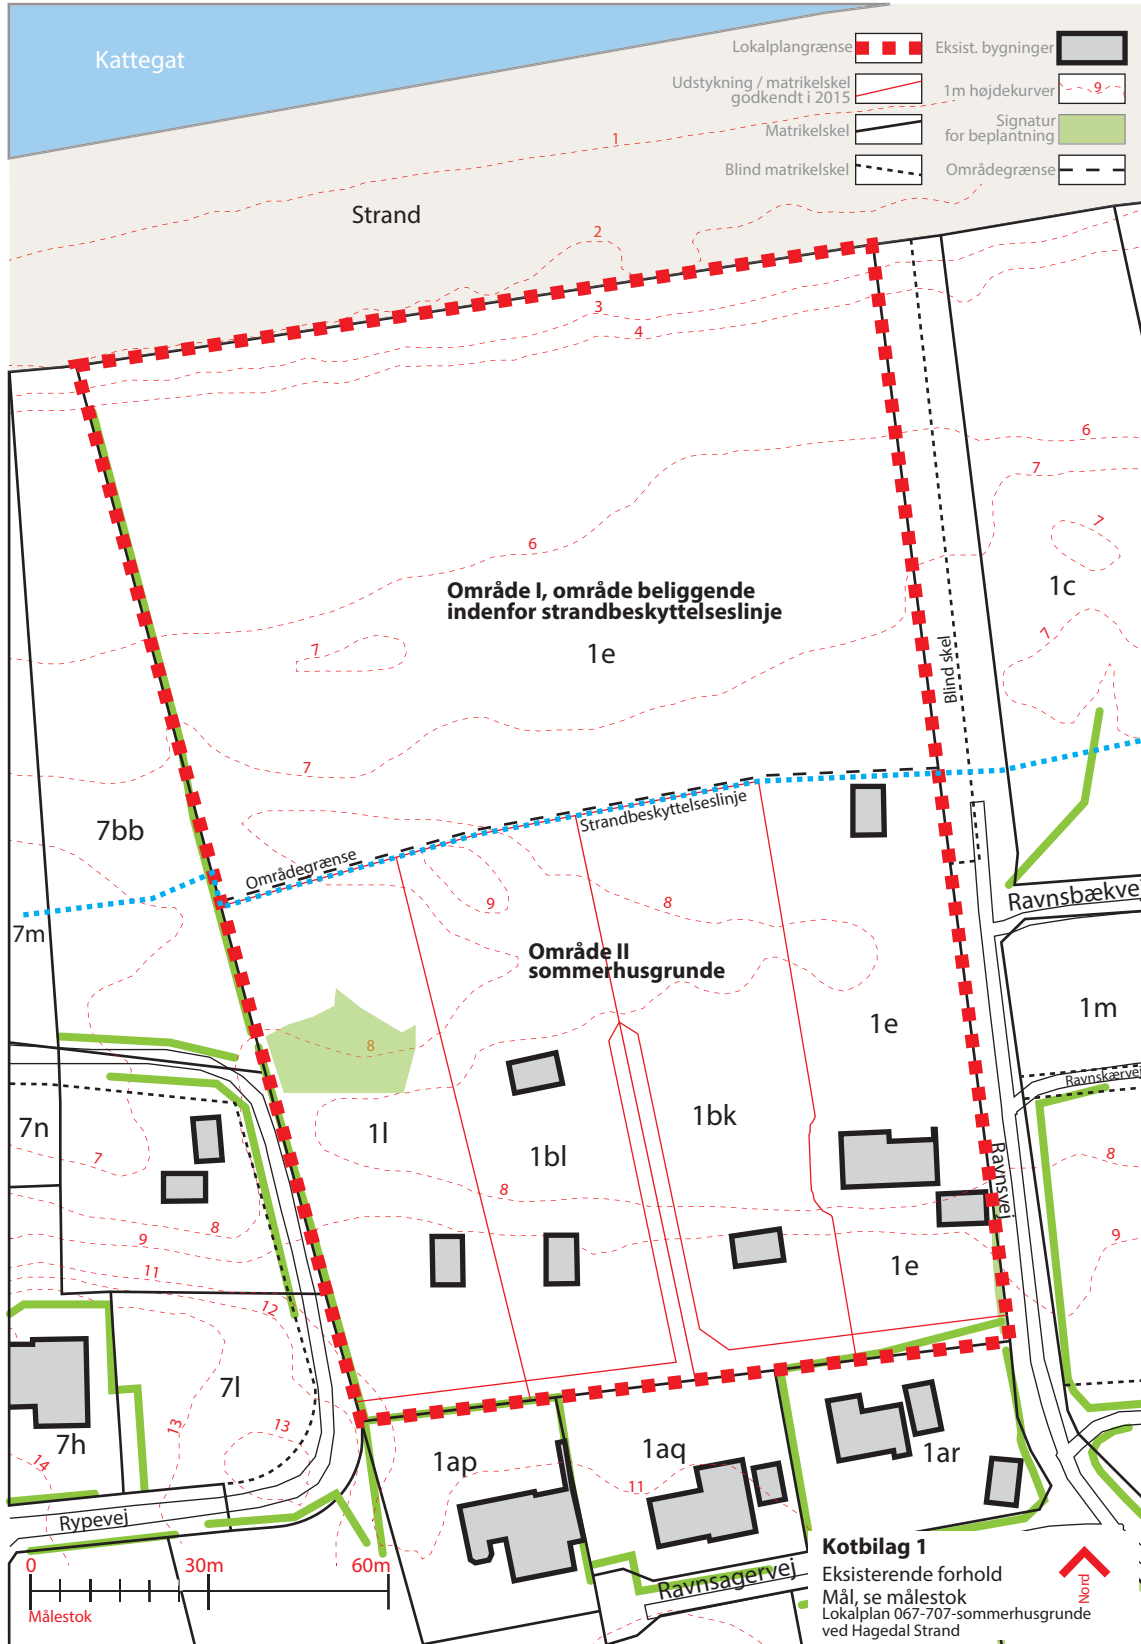 Kattegat
Lokalplangrænse
Eksist. bygninger
Udstykning / matrikelskel
godkendt i 2015
1m højdekurver
9
Matrikelskel
Signatur
for beplantning
Blind matrikelskel
Områdegrænse
1
Strand
2
3
4
6
7
6
7
Område I, område beliggende
indenfor strandbeskyttelseslinje
1e
1c
7
7
Blind skel
7
7bb
Strandbeskyttelseslinje
Områdegrænse
9
8
Ravnsbækvej
7m
Område II
sommerhusgrunde
1e
1m
8
Ravnskærvej
7n
1l
1bl
1bk
Ravnsvej
7
8
8
8
9
9
11
12
1e
7l
13
13
7h
14
1ap
1aq
1ar
11
Rypevej
Ravnsagervej
0
30m
60m
Målestok
Kotbilag 1
Eksisterende forhold
Mål, se målestok
Lokalplan 067-707-sommerhusgrunde
ved Hagedal Strand
Nord